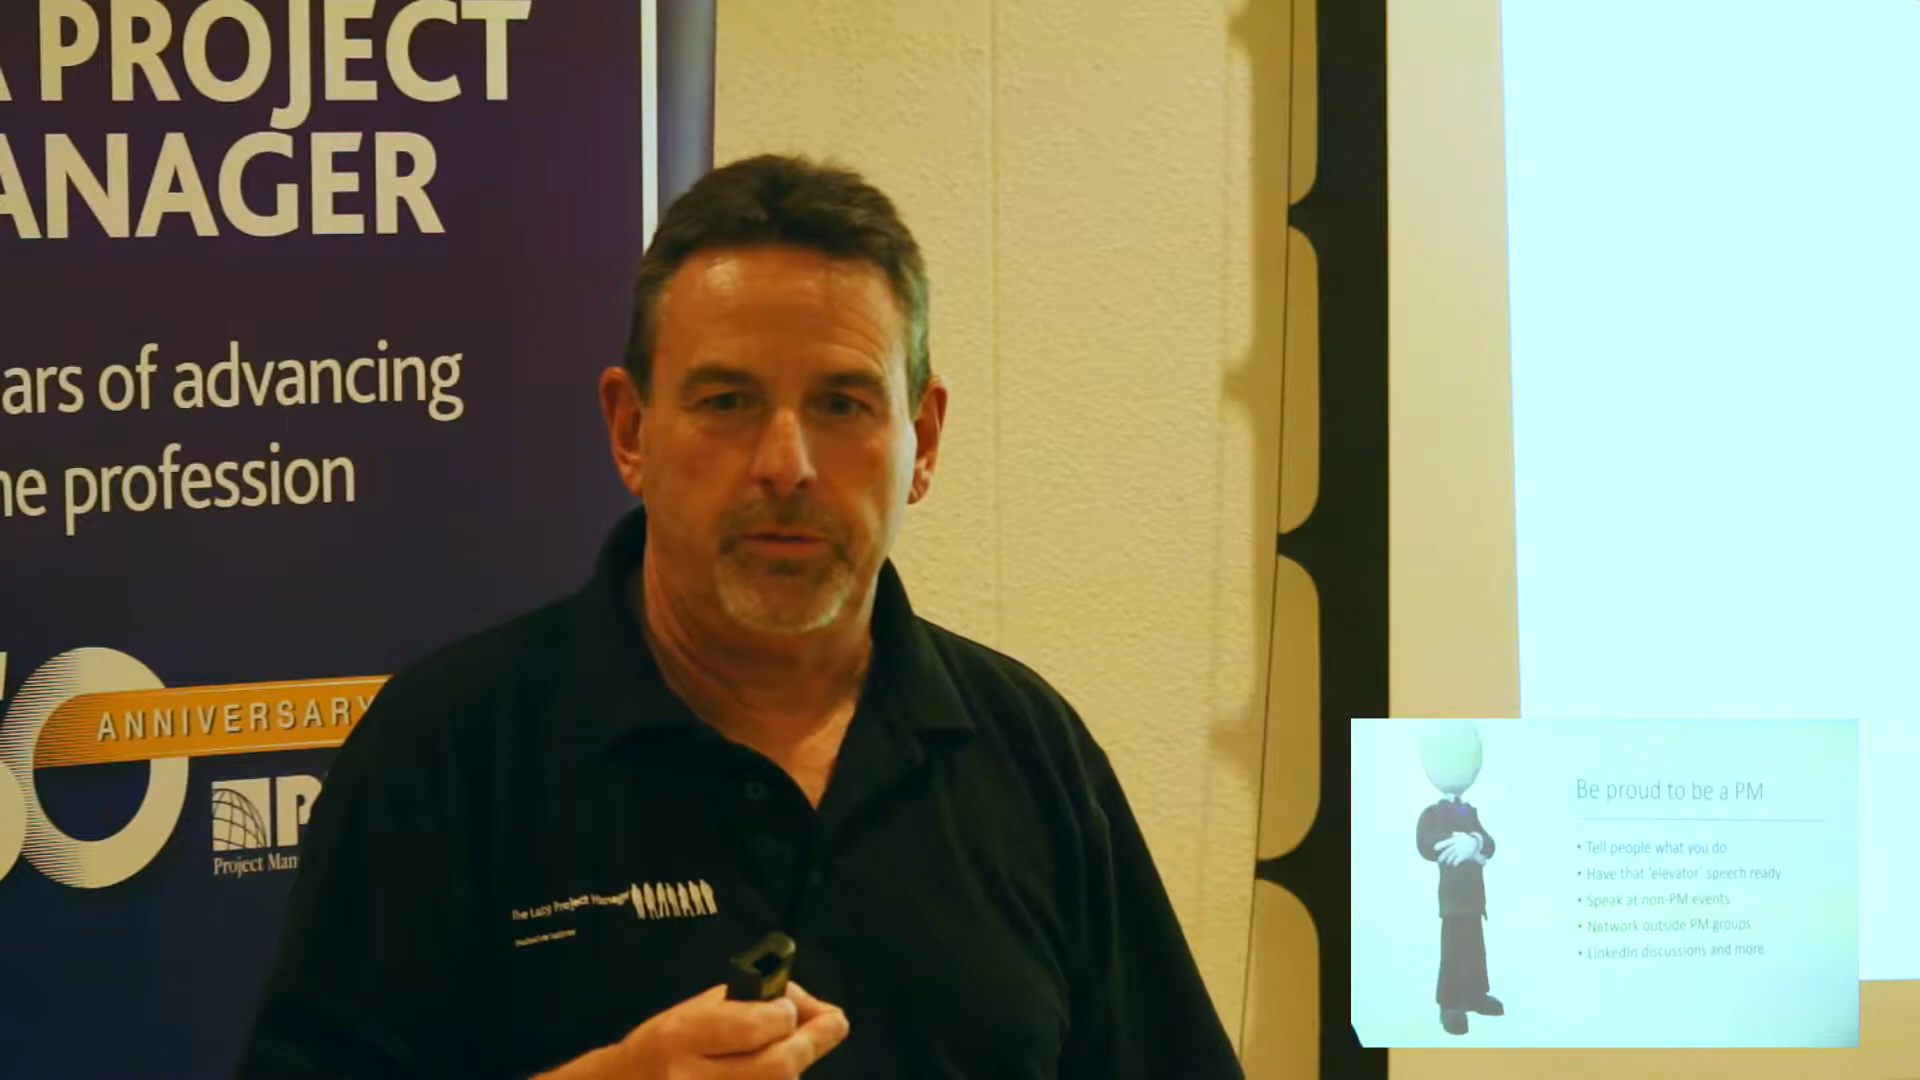 A PROJECT
ANAGER
ars of advancing
he profession
50
ANNIVERSARY
P
Project Man
The Lazy Project Manager
Be proud to be a PM
• Tell people what you do
• Have that 'elevator' speech ready
• Speak at non-PM events
• Network outside PM groups
• LinkedIn discussions and more